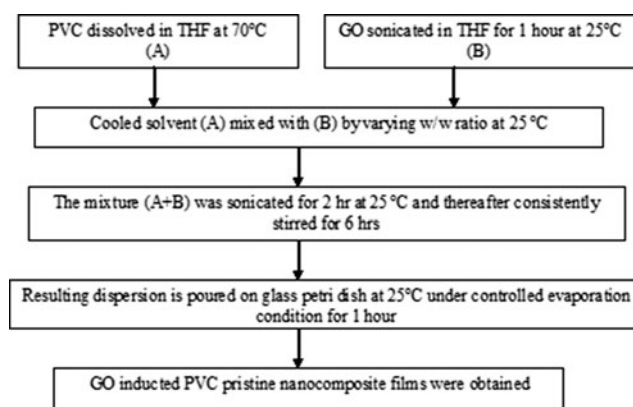 PVC dissolved in THF at 70°C
(A)
GO sonicated in THF for 1 hour at 25°C
(B)
Cooled solvent (A) mixed with (B) by varying w/w ratio at 25 °C
The mixture (A+B) was sonicated for 2 hr at 25 °C and thereafter consistently
stirred for 6 hrs
Resulting dispersion is poured on glass petri dish at 25°C under controlled evaporation
condition for 1 hour
GO inducted PVC pristine nanocomposite films were obtained